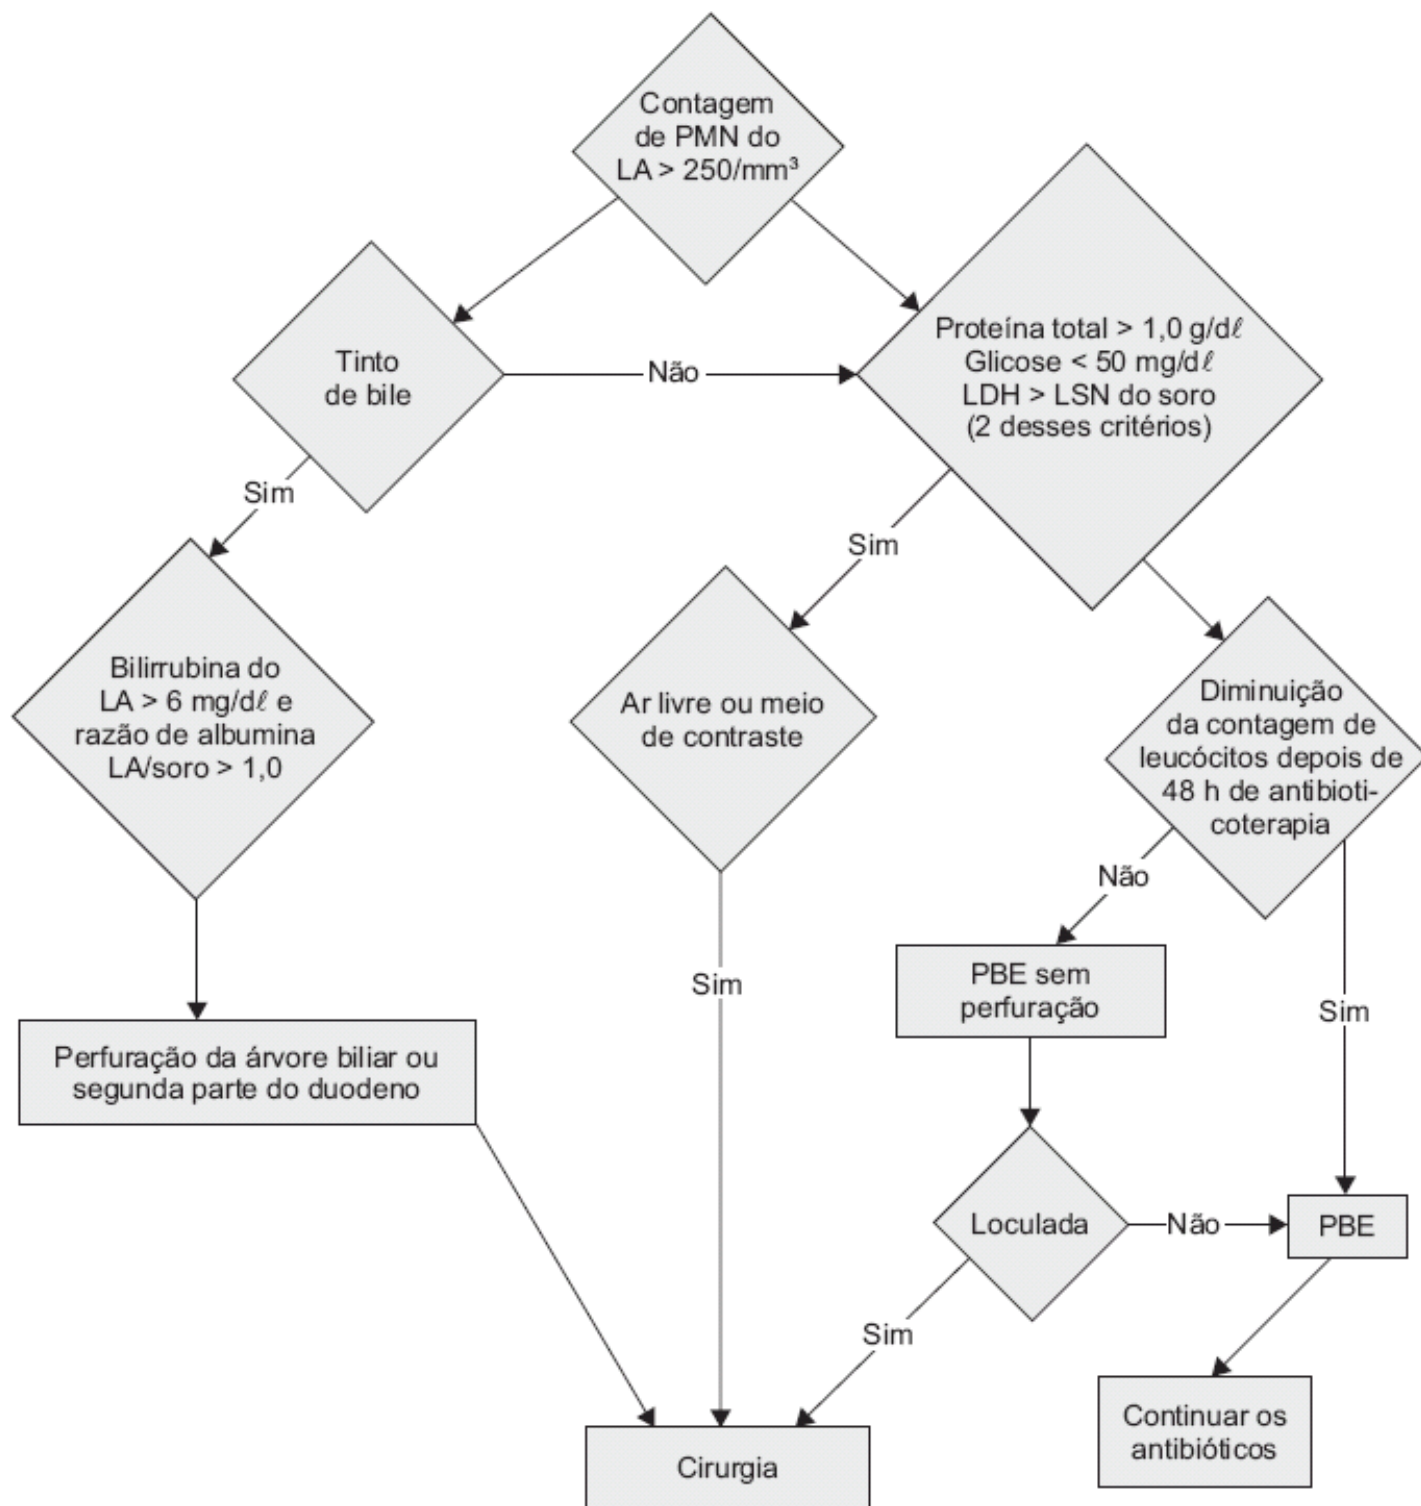 Contagem
de PMN do
LA > 250/mm³
Tinto
de bile
Não
Proteína total > 1,0 g/dℓ
Glicose < 50 mg/dℓ
LDH > LSN do soro
(2 desses critérios)
Sim
Sim
Bilirrubina do
LA > 6 mg/dℓ e
razão de albumina
LA/soro > 1,0
Ar livre ou meio
de contraste
Diminuição
da contagem de
leucócitos depois de
48 h de antibioti-
coterapia
Não
Sim
Sim
PBE sem
perfuração
Perfuração da árvore biliar ou
segunda parte do duodeno
Loculada
Não
PBE
Sim
Continuar os
antibióticos
Cirurgia